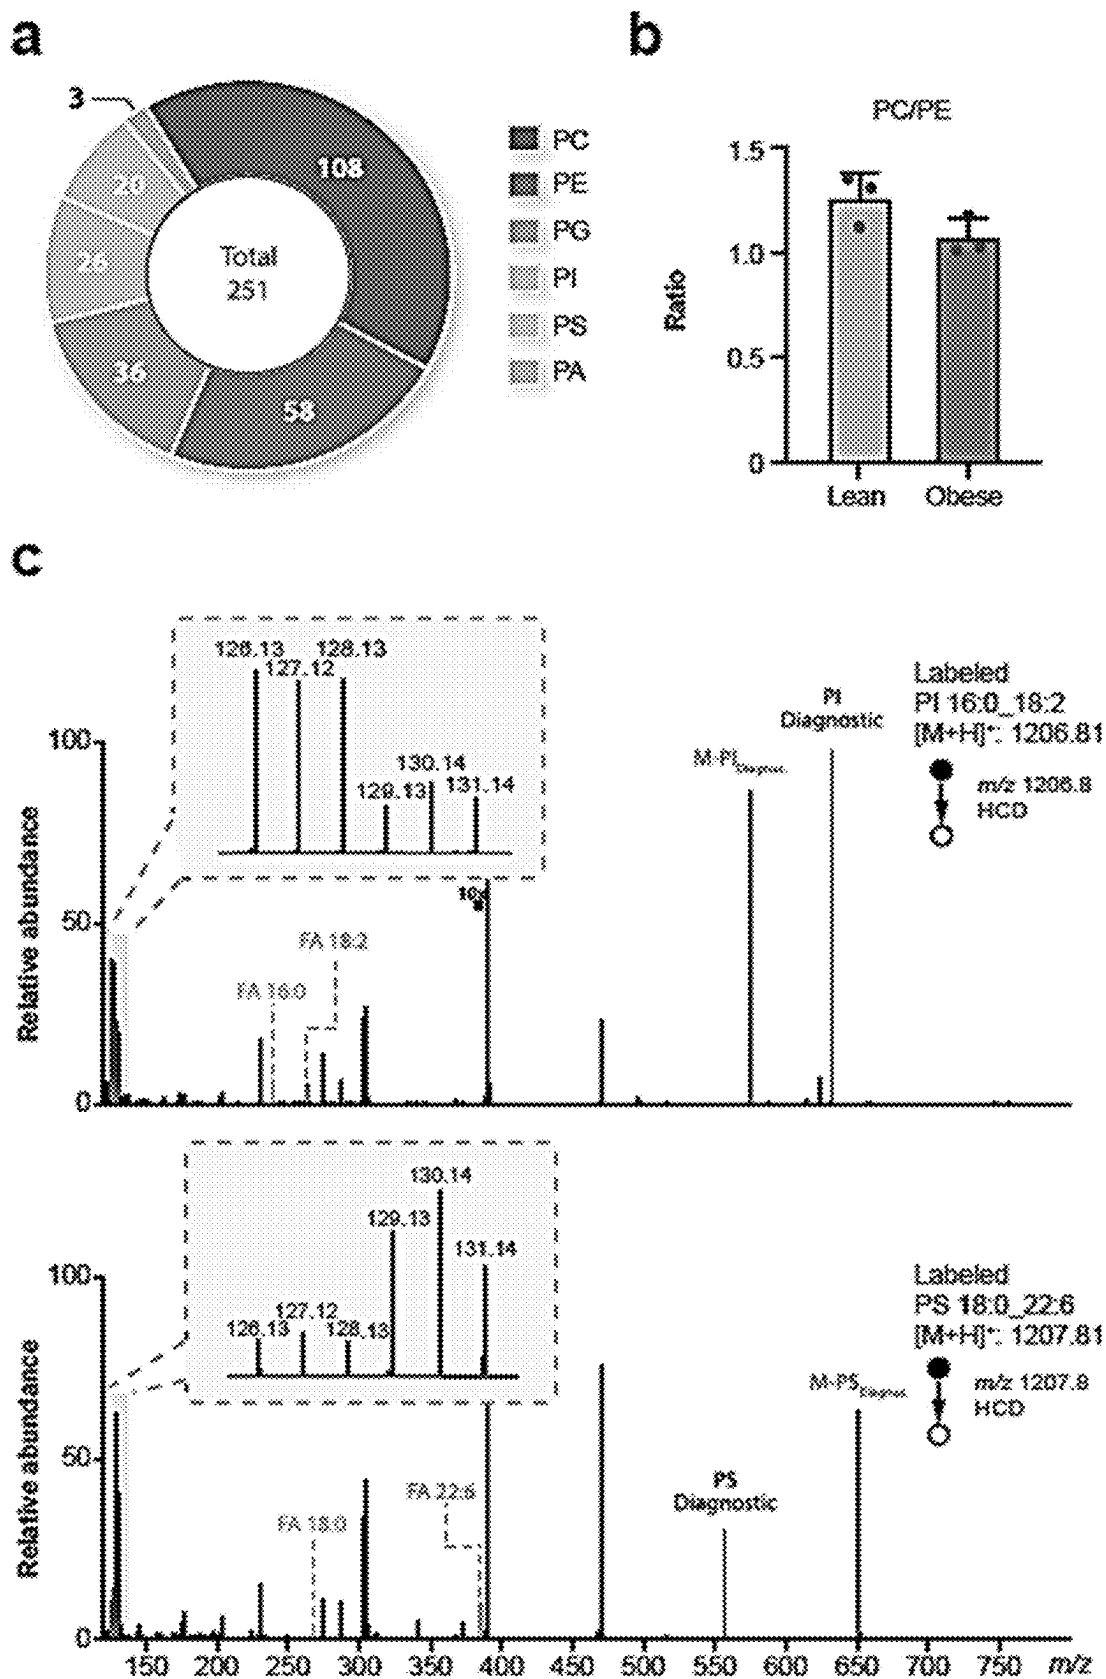 a
3
108
20
26
36
58
Total
251
PC
PE
PG
PI
PS
PA
b
PC/PE
1.5
1.0
0.5
0
Ratio
Lean
Obese
c
126.13
127.12
128.13
129.13
130.14
131.14
100
50
0
Relative abundance
FA 16:0
FA 18:2
M-PI
PI
Diagnostic
Labeled
PI 16:0_18:2
[M+H]+: 1206.81
m/z 1206.8
HCD
126.13
127.12
128.13
129.13
130.14
131.14
100
50
0
Relative abundance
FA 18:0
FA 22:6
PS
Diagnostic
M-PS
Labeled
PS 18:0_22:6
[M+H]+: 1207.81
m/z 1207.8
HCD
150 200 250 300 350 400 450 500 550 600 650 700 750 m/z